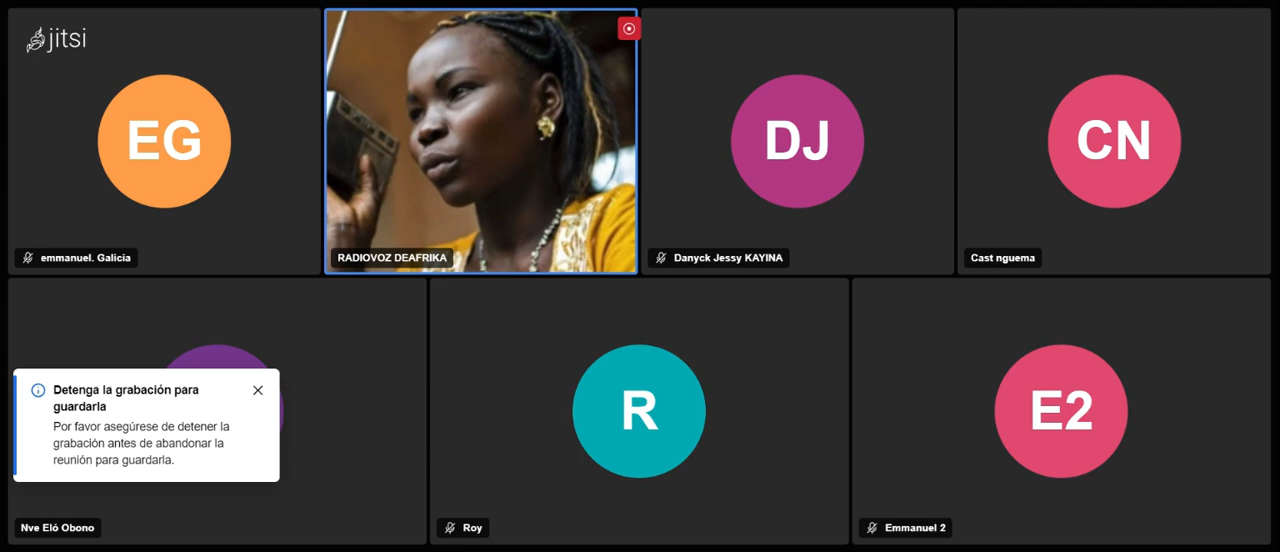 jitsi
EG
DJ
CN
emmanuel. Galicia
RADIOVOZ DEAFRIKA
Danyck Jessy KAYINA
Cast nguema
Detenga la grabación para
guardarla
Por favor asegúrese de detener la
grabación antes de abandonar la
reunión para guardarla.
R
E2
Nve Eló Obono
Roy
Emmanuel 2